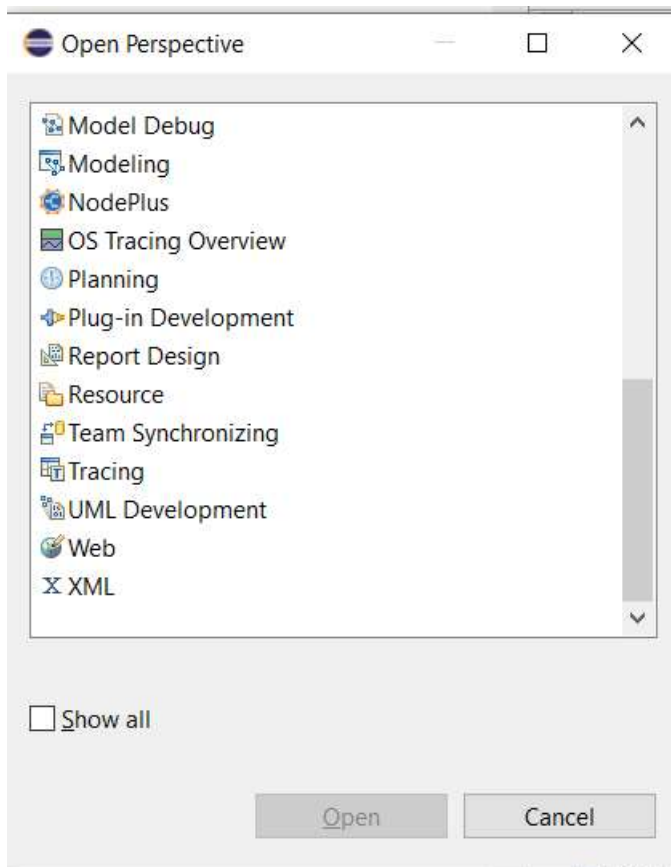 Open Perspective
Model Debug
Modeling
NodePlus
OS Tracing Overview
Planning
Plug-in Development
Report Design
Resource
Team Synchronizing
Tracing
UML Development
Web
X XML
Show all
Open
Cancel